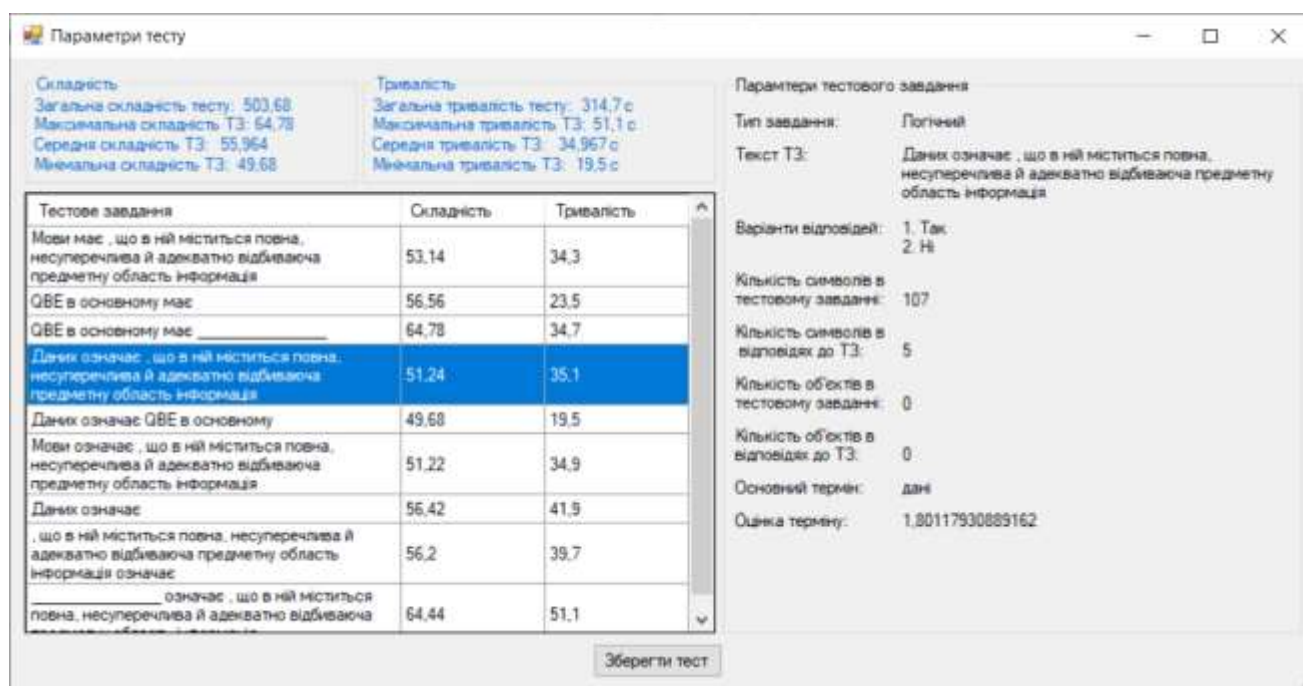 Параметри тесту
Складність
Загальна складність тесту: 503,68
Максимальна складність ТЗ: 64,78
Середня складність ТЗ: 55,964
Мінімальна складність ТЗ: 49,68
Тривалість
Загальна тривалість тесту: 314,7 с
Максимальна тривалість ТЗ: 51,1 с
Середня тривалість ТЗ: 34,967 с
Мінімальна тривалість ТЗ: 19,5 с
Тестове завдання Складність Тривалість
Мови має , що в ній міститься повна,
несуперечлива й адекватно відбиваюча
предметну область інформація
53,14 34,3
QBE в основному має 56,56 23,5
QBE в основному має ________________ 64,78 34,7
Даних означає , що в ній міститься повна,
несуперечлива й адекватно відбиваюча
предметну область інформація
51,24 35,1
Даних означає QBE в основному 49,68 19,5
Мови означає , що в ній міститься повна,
несуперечлива й адекватно відбиваюча
предметну область інформація
51,22 34,9
Даних означає 56,42 41,9
, що в ній міститься повна, несуперечлива й
адекватно відбиваюча предметну область
інформація означає
56,2 39,7
________________ означає , що в ній міститься
повна, несуперечлива й адекватно відбиваюча
64,44 51,1
Зберегти тест
Парамтери тестового завдання
Тип завдання: Логічний
Текст ТЗ: Даних означає , що в ній міститься повна,
несуперечлива й адекватно відбиваюча предметну
область інформація
Варіанти відповідей: 1. Так
2. Ні
Кількість символів в
тестовому завданні: 107
Кількість символів в
відповідях до ТЗ: 5
Кількість об'єктів в
тестовому завданні: 0
Кількість об'єктів в
відповідях до ТЗ: 0
Основний термін: дані
Оцінка терміну: 1,80117930889162